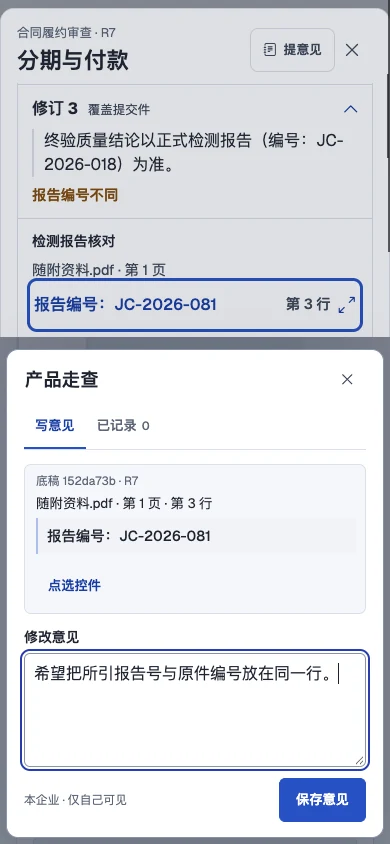 合同履约审查 · R7
分期与付款
提意见
修订 3 覆盖提交件
终验质量结论以正式检测报告（编号：JC-
2026-018）为准。
报告编号不同
检测报告核对
随附资料.pdf · 第 1 页
报告编号：JC-2026-081 第 3 行
产品走查
写意见 已记录 0
底稿 152da73b · R7
随附资料.pdf · 第 1 页 · 第 3 行
报告编号：JC-2026-081
点选控件
修改意见
希望把所引报告号与原件编号放在同一行。
本企业 · 仅自己可见 保存意见